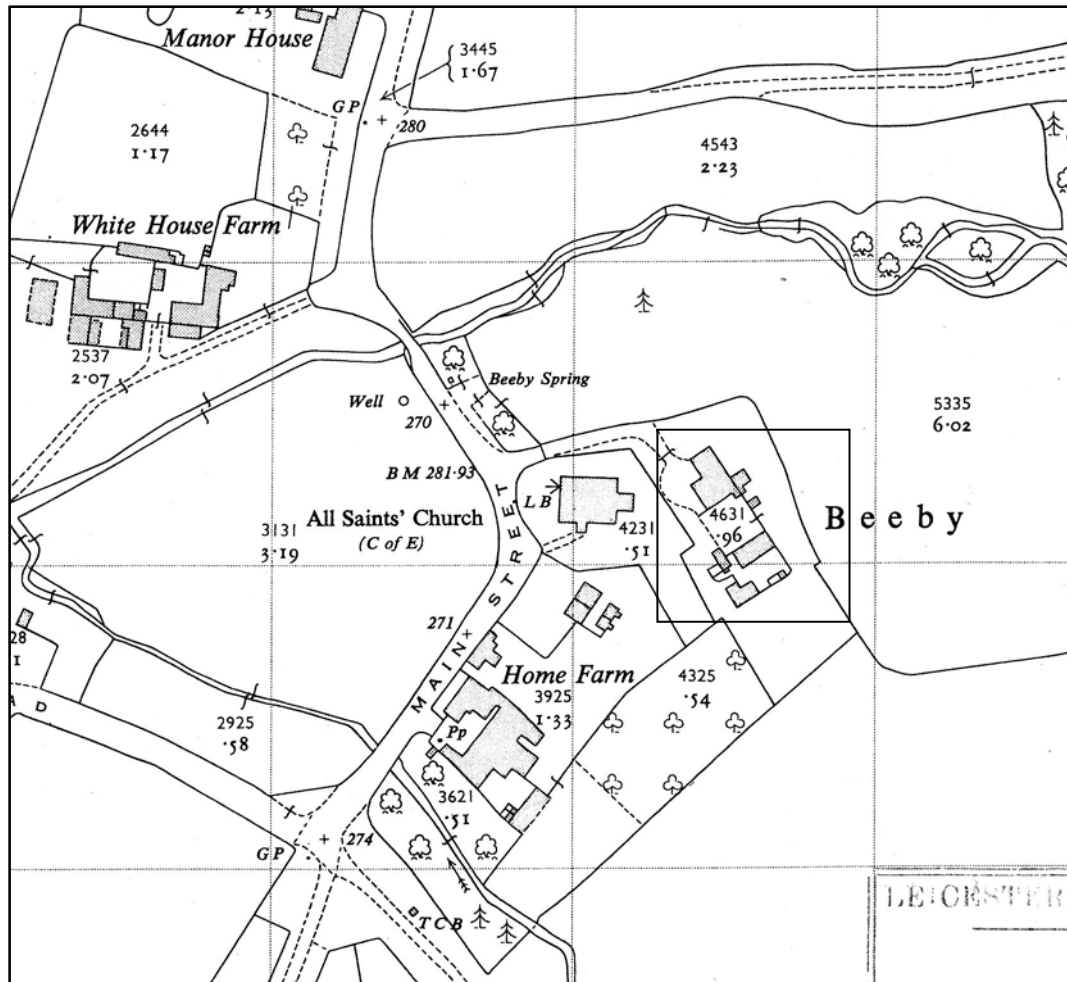 Manor House
3445
1·67
GP
280
2644
1·17
4543
2·23
White House Farm
2537
2·07
Beeby Spring
Well
270
5335
6·02
BM 281·93
LB
All Saints' Church
(C of E)
3131
3·19
4231
·51
4631
·96
Beeby
MAIN STREET
271
Home Farm
3925
1·33
4325
·54
2925
·58
Pp
3621
·51
GP
274
TCB
LEICESTER